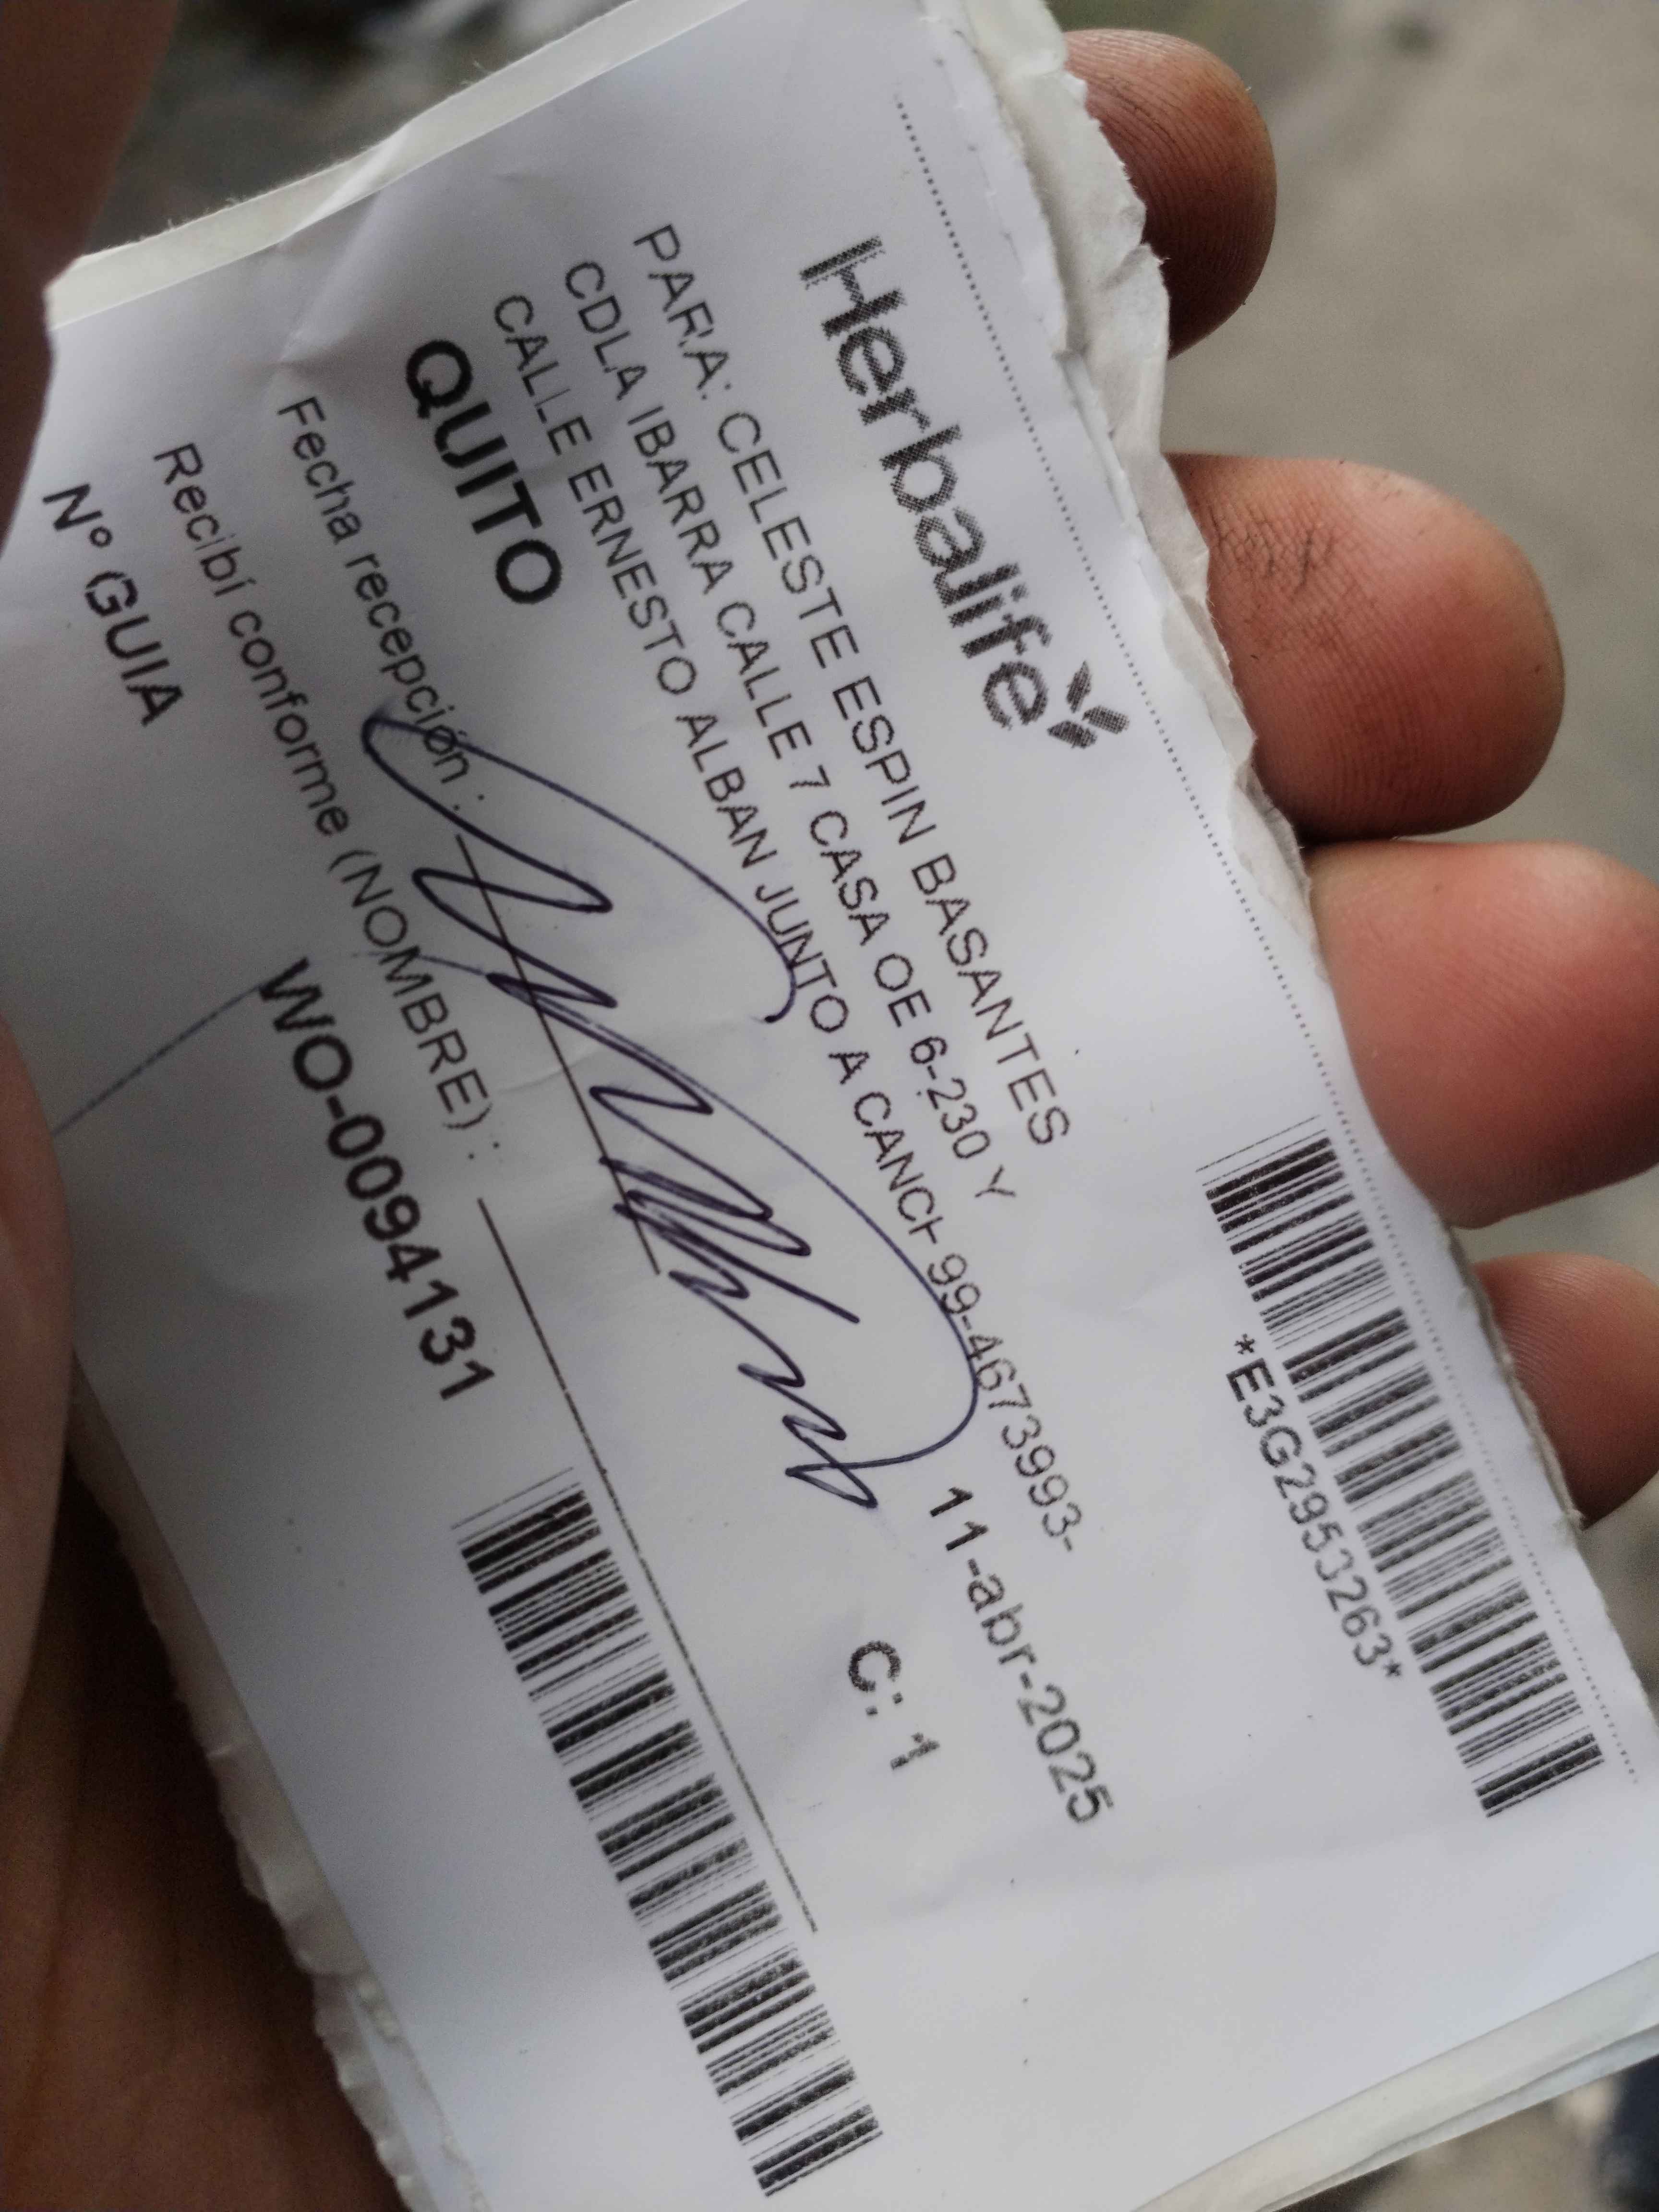 Herbalife
*E3G2953263*
PARA: CELESTE ESPIN BASANTES
CDLA IBARRA CALLE 7 CASA OE 6-230 Y
CALLE ERNESTO ALBAN JUNTO A CANCH 99-4673993-
QUITO
11-abr-2025
C: 1
Fecha recepción :
Recibí conforme (NOMBRE) :
Nº GUIA WO-0094131